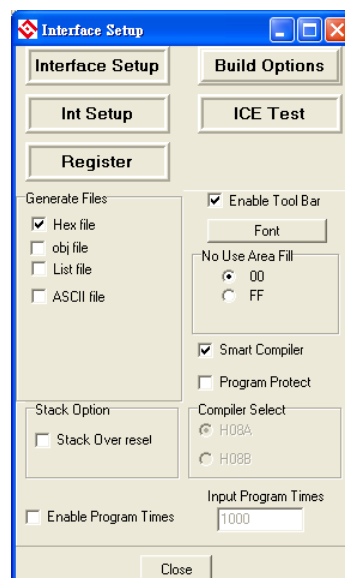 Interface Setup
Interface Setup
Build Options
Int Setup
ICE Test
Register
Generate Files
Hex file
obj file
List file
ASCII file
Enable Tool Bar
Font
No Use Area Fill
00
FF
Smart Compiler
Program Protect
Stack Option
Stack Over reset
Compiler Select
H08A
H08B
Enable Program Times
Input Program Times
1000
Close